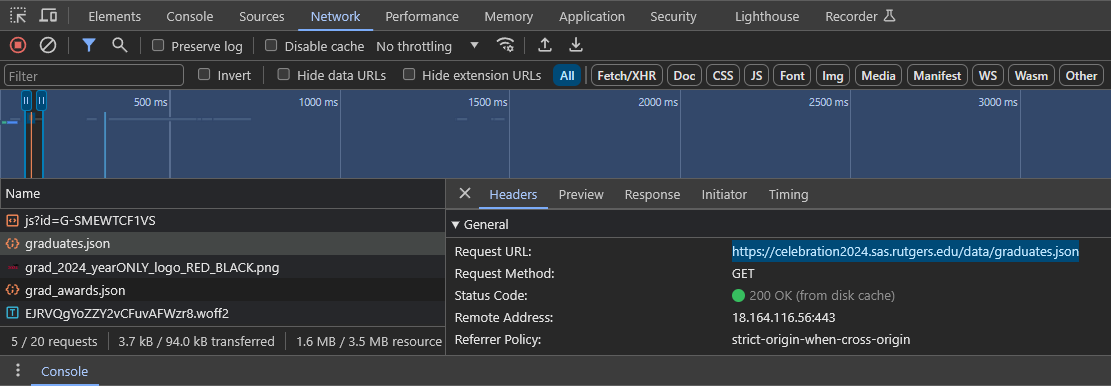 Elements Console Sources Network Performance Memory Application Security Lighthouse Recorder
Preserve log Disable cache No throttling
Filter Invert Hide data URLs Hide extension URLs All Fetch/XHR Doc CSS JS Font Img Media Manifest WS Wasm Other
500 ms 1000 ms 1500 ms 2000 ms 2500 ms 3000 ms
Name
js?id=G-SMEWTCF1VS
graduates.json
grad_2024_yearONLY_logo_RED_BLACK.png
grad_awards.json
EJRVQgYoZZY2vCFuvAFWzr8.woff2
5 / 20 requests 3.7 kB / 94.0 kB transferred 1.6 MB / 3.5 MB resource
Headers Preview Response Initiator Timing
General
Request URL: https://celebration2024.sas.rutgers.edu/data/graduates.json
Request Method: GET
Status Code: 200 OK (from disk cache)
Remote Address: 18.164.116.56:443
Referrer Policy: strict-origin-when-cross-origin
Console